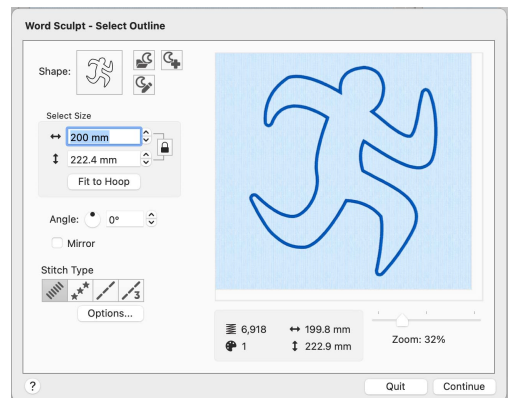 Word Sculpt - Select Outline
Shape:
Select Size
200 mm
222.4 mm
Fit to Hoop
Angle: 0°
Mirror
Stitch Type
3
Options...
6,918 199.8 mm
1 222.9 mm
Zoom: 32%
? Quit Continue